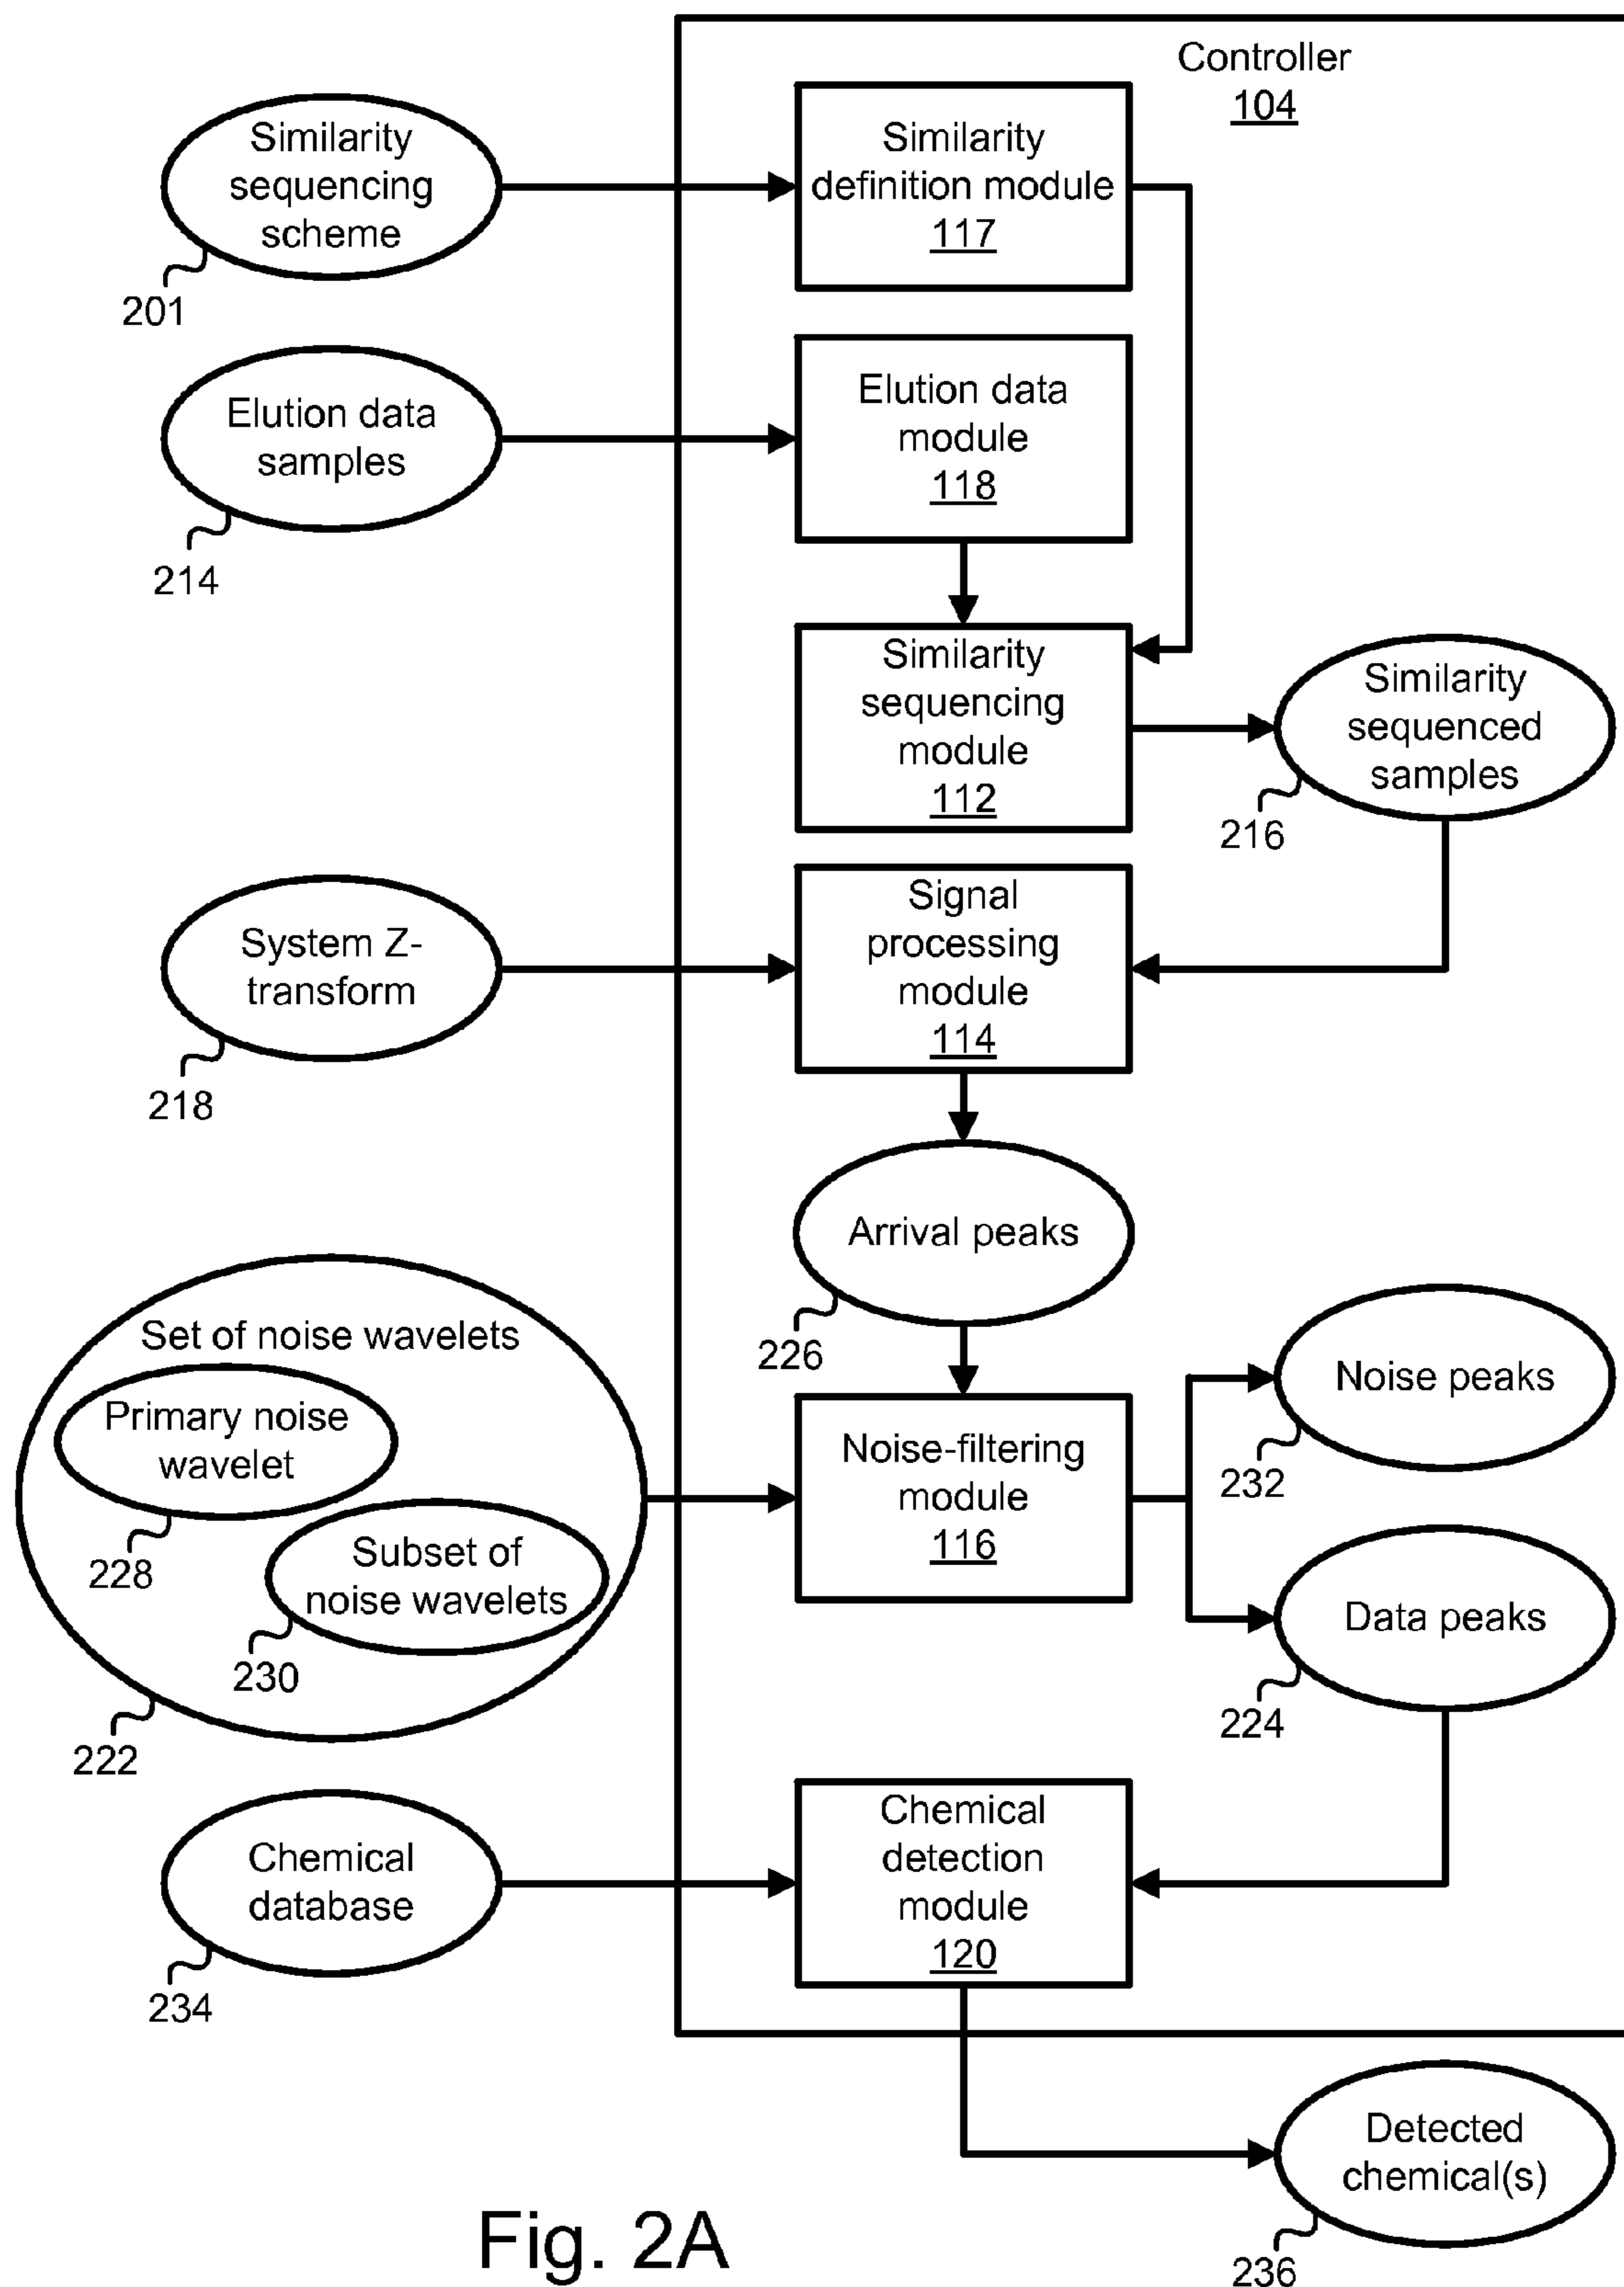 Controller
104
Similarity
sequencing
scheme
201
Similarity
definition module
117
Elution data
samples
214
Elution data
module
118
Similarity
sequencing
module
112
Similarity
sequenced
samples
216
System Z-
transform
218
Signal
processing
module
114
Arrival peaks
226
Set of noise wavelets
Primary noise
wavelet
228
Subset of
noise wavelets
230
222
Noise-filtering
module
116
Noise peaks
232
Data peaks
224
Chemical
database
234
Chemical
detection
module
120
Detected
chemical(s)
236
Fig. 2A